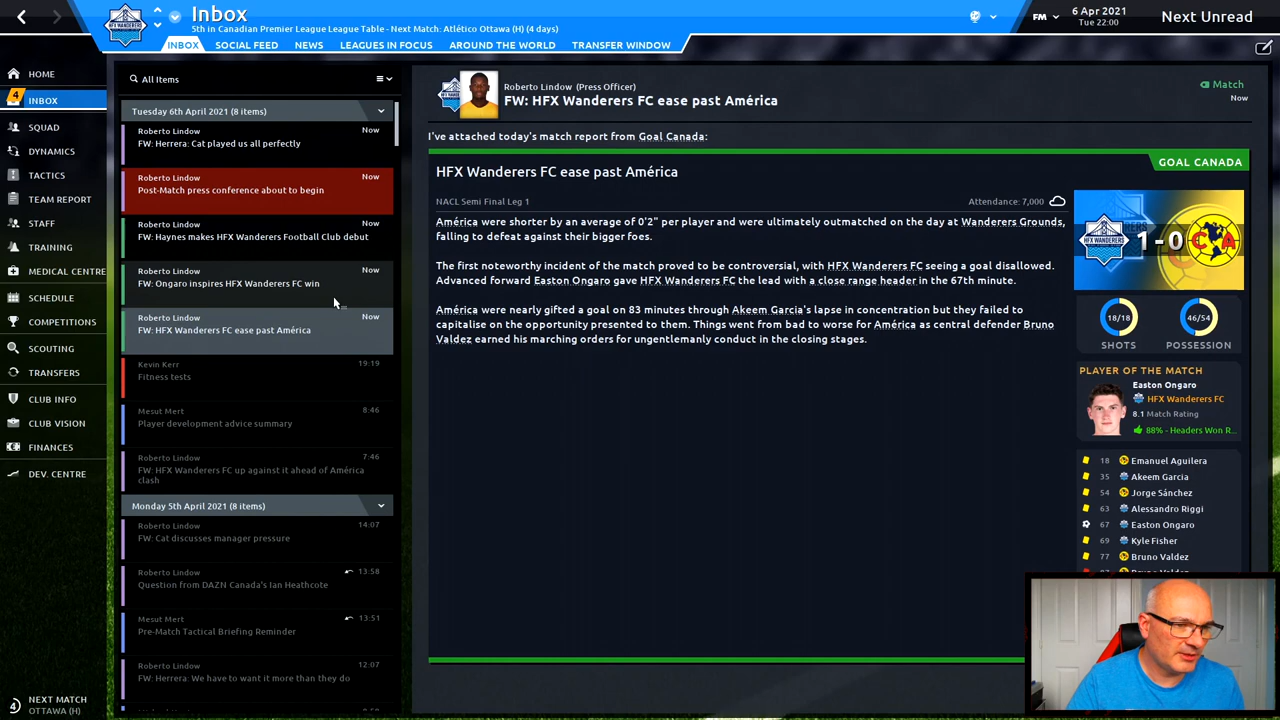 Inbox
5th in Canadian Premier League League Table - Next Match: Atlético Ottawa (H) (4 days)
FM
6 Apr 2021
Tue 22:00
Next Unread
INBOX
SOCIAL FEED
NEWS
LEAGUES IN FOCUS
AROUND THE WORLD
TRANSFER WINDOW
HOME
4
INBOX
SQUAD
DYNAMICS
TACTICS
TEAM REPORT
STAFF
TRAINING
MEDICAL CENTRE
SCHEDULE
COMPETITIONS
SCOUTING
TRANSFERS
CLUB INFO
CLUB VISION
FINANCES
DEV. CENTRE
4
NEXT MATCH
OTTAWA (H)
All Items
Tuesday 6th April 2021 (8 items)
Roberto Lindow Now
FW: Herrera: Cat played us all perfectly
Roberto Lindow Now
Post-Match press conference about to begin
Roberto Lindow Now
FW: Haynes makes HFX Wanderers Football Club debut
Roberto Lindow Now
FW: Ongaro inspires HFX Wanderers FC win
Roberto Lindow Now
FW: HFX Wanderers FC ease past América
Kevin Kerr 19:19
Fitness tests
Mesut Mert 8:46
Player development advice summary
Roberto Lindow 7:46
FW: HFX Wanderers FC up against it ahead of América
clash
Monday 5th April 2021 (8 items)
Roberto Lindow 14:07
FW: Cat discusses manager pressure
Roberto Lindow 13:58
Question from DAZN Canada's Ian Heathcote
Mesut Mert 13:51
Pre-Match Tactical Briefing Reminder
Roberto Lindow 12:07
FW: Herrera: We have to want it more than they do
Roberto Lindow (Press Officer)
FW: HFX Wanderers FC ease past América
Match
Now
I've attached today's match report from Goal Canada:
GOAL CANADA
HFX Wanderers FC ease past América
NACL Semi Final Leg 1
Attendance: 7,000
América were shorter by an average of 0'2" per player and were ultimately outmatched on the day at Wanderers Grounds,
falling to defeat against their bigger foes.
The first noteworthy incident of the match proved to be controversial, with HFX Wanderers FC seeing a goal disallowed.
Advanced forward Easton Ongaro gave HFX Wanderers FC the lead with a close range header in the 67th minute.
América were nearly gifted a goal on 83 minutes through Akeem Garcia's lapse in concentration but they failed to
capitalise on the opportunity presented to them. Things went from bad to worse for América as central defender Bruno
Valdez earned his marching orders for ungentlemanly conduct in the closing stages.
1-0
18/18
SHOTS
46/54
POSSESSION
PLAYER OF THE MATCH
Easton Ongaro
HFX Wanderers FC
8.1 Match Rating
88% - Headers Won R...
18 Emanuel Aguilera
35 Akeem Garcia
54 Jorge Sánchez
63 Alessandro Riggi
67 Easton Ongaro
69 Kyle Fisher
77 Bruno Valdez